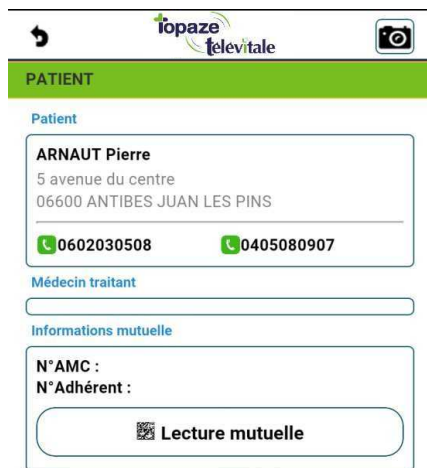 Topaze
télévitale
PATIENT
Patient
ARNAUT Pierre
5 avenue du centre
06600 ANTIBES JUAN LES PINS
0602030508 0405080907
Médecin traitant
Informations mutuelle
N°AMC :
N°Adhérent :
Lecture mutuelle